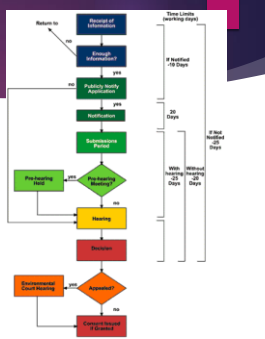 Time Limits
(working days)
Return to
Receipt of
Information
no
Enough
Information?
If Notified
-10 Days
yes
no
Publicly Notify
Application
yes
Notification
20
Days
Submissions
Period
If Not
Notified
-25
Days
Pre-hearing
Held
yes
Pre-hearing
Meeting?
With
hearing
-25
Days
Without
hearing
-20
Days
no
Hearing
Decision
Environmental
Court Hearing
yes
Appealed?
no
Consent Issued
if Granted